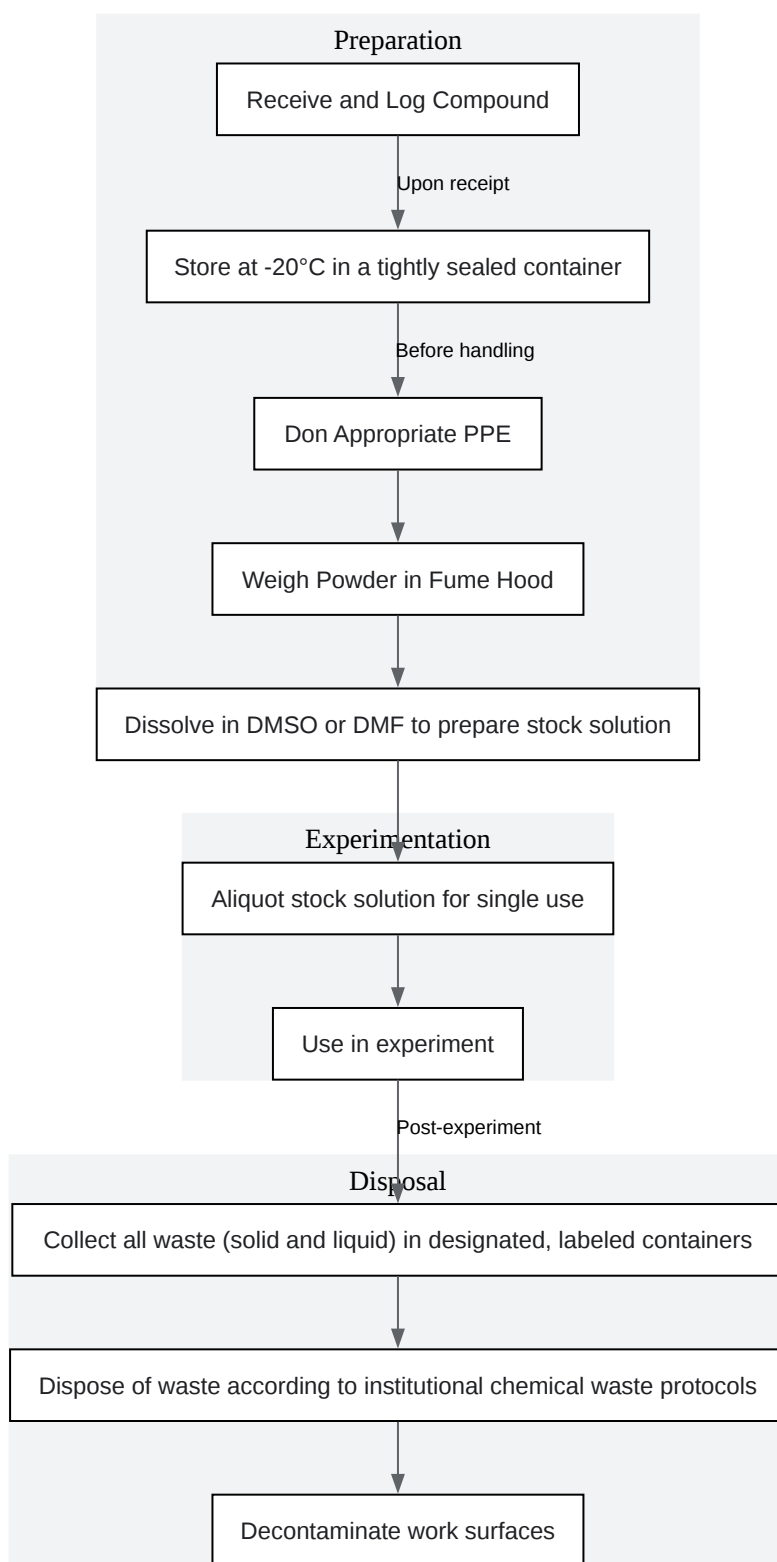 Preparation
Receive and Log Compound
Upon receipt
Store at -20°C in a tightly sealed container
Before handling
Don Appropriate PPE
Weigh Powder in Fume Hood
Dissolve in DMSO or DMF to prepare stock solution
Experimentation
Aliquot stock solution for single use
Use in experiment
Post-experiment
Disposal
Collect all waste (solid and liquid) in designated, labeled containers
Dispose of waste according to institutional chemical waste protocols
Decontaminate work surfaces